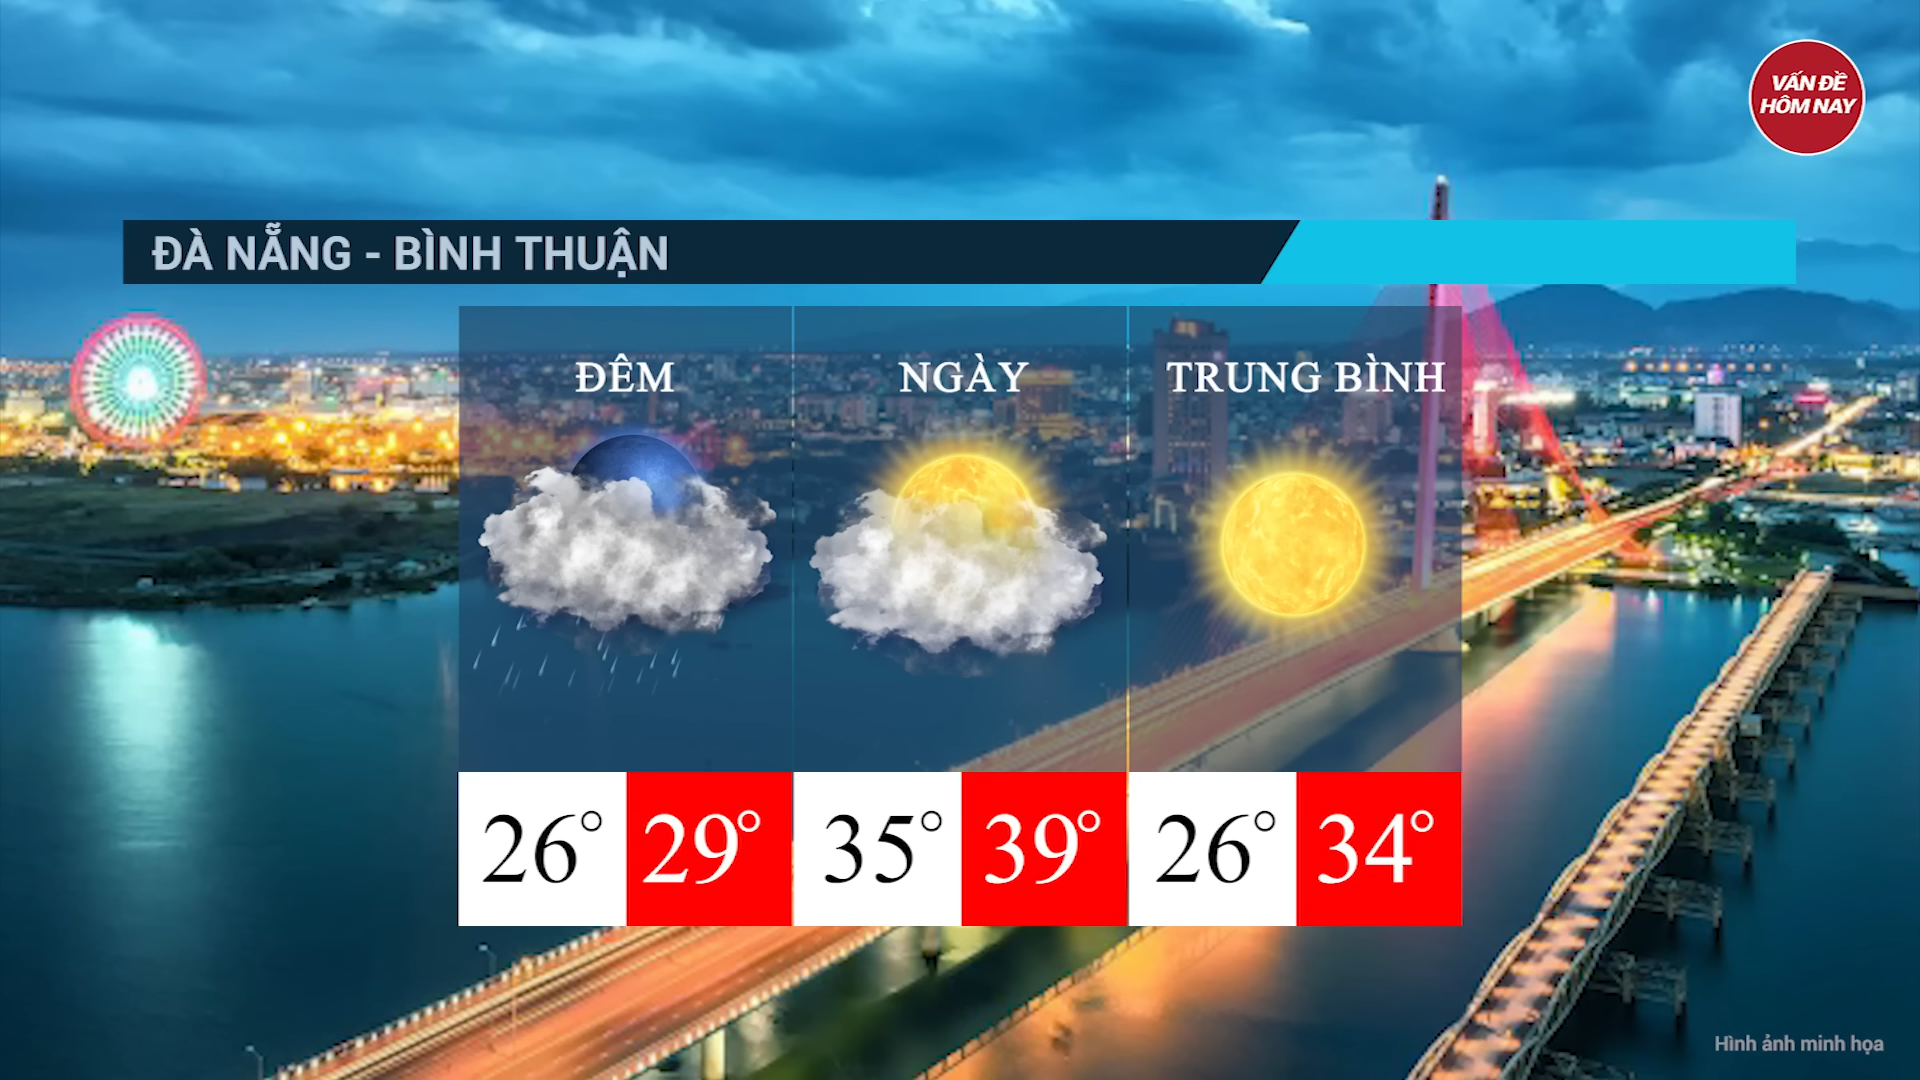 VẤN ĐỀ
HÔM NAY
ĐÀ NẴNG - BÌNH THUẬN
ĐÊM
NGÀY
TRUNG BÌNH
26° 29° 35° 39° 26° 34°
Hình ảnh minh họa